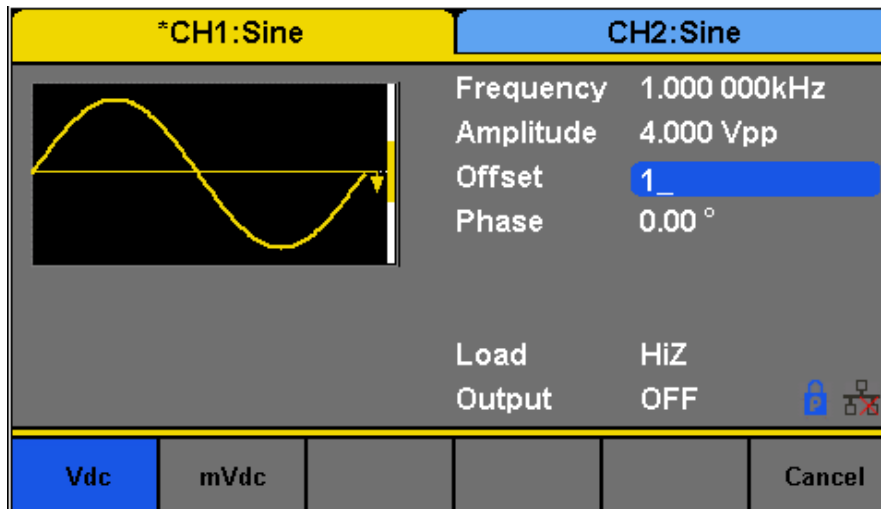 *CH1:Sine CH2:Sine
Frequency 1.000 000kHz
Amplitude 4.000 Vpp
Offset 1_
Phase 0.00 °
Load HiZ
Output OFF P
Vdc mVdc Cancel